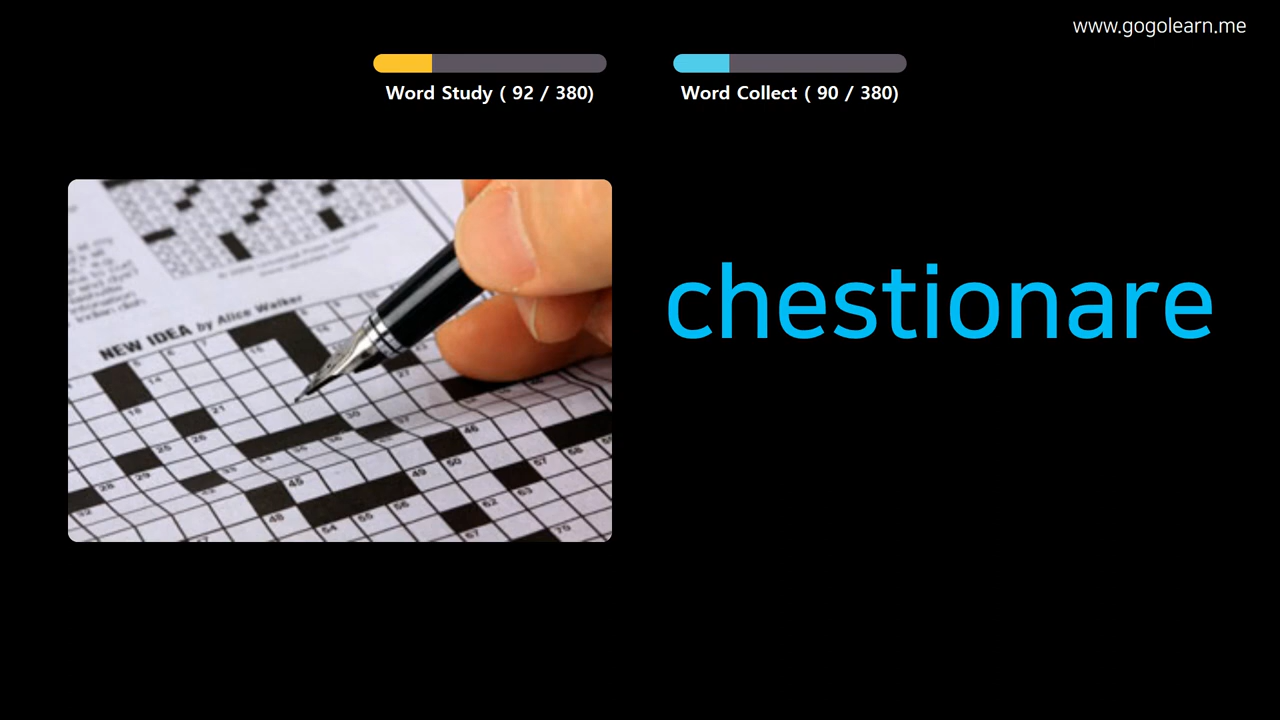 www.gogolearn.me
Word Study ( 92 / 380)
Word Collect ( 90 / 380)
chestionare
NEW IDEA by Alice Walker